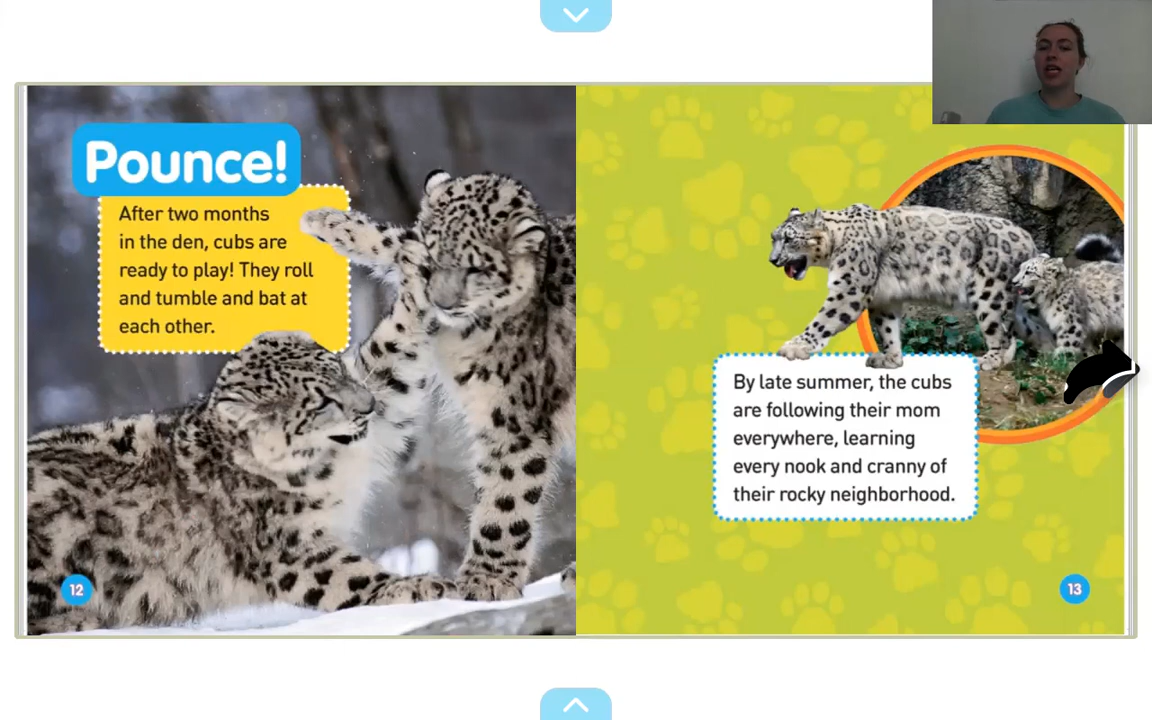 Pounce!
After two months
in the den, cubs are
ready to play! They roll
and tumble and bat at
each other.
12
By late summer, the cubs
are following their mom
everywhere, learning
every nook and cranny of
their rocky neighborhood.
13